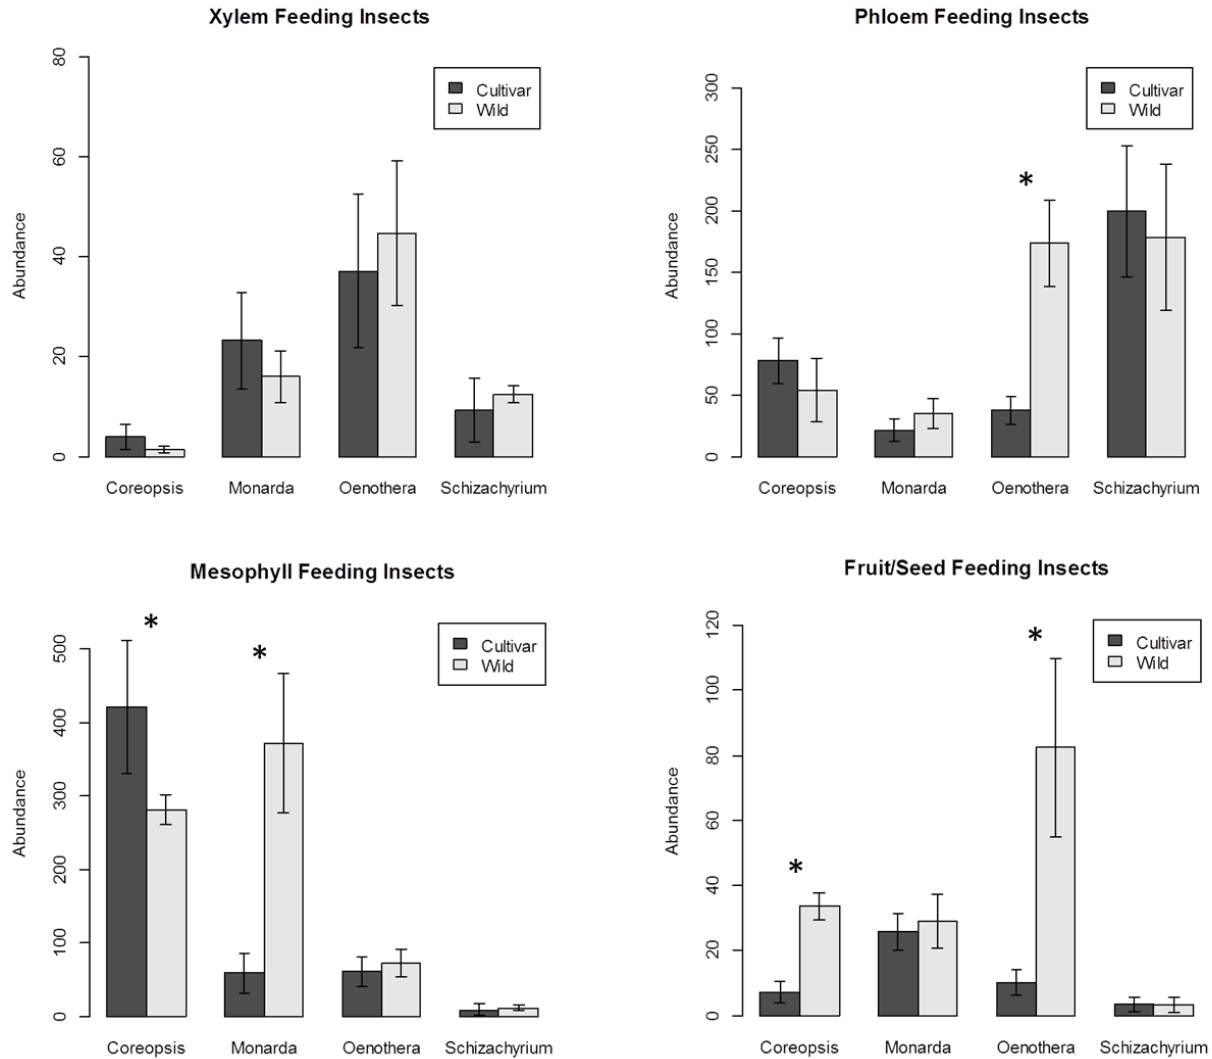 Xylem Feeding Insects
Abundance
0
20
40
60
80
Cultivar
Wild
Coreopsis Monarda Oenothera Schizachyrium
Phloem Feeding Insects
Abundance
0
50
100
150
200
250
300
Cultivar
Wild
*
Coreopsis Monarda Oenothera Schizachyrium
Mesophyll Feeding Insects
Abundance
0
100
200
300
400
500
Cultivar
Wild
*
*
Coreopsis Monarda Oenothera Schizachyrium
Fruit/Seed Feeding Insects
Abundance
0
20
40
60
80
100
120
Cultivar
Wild
*
*
Coreopsis Monarda Oenothera Schizachyrium